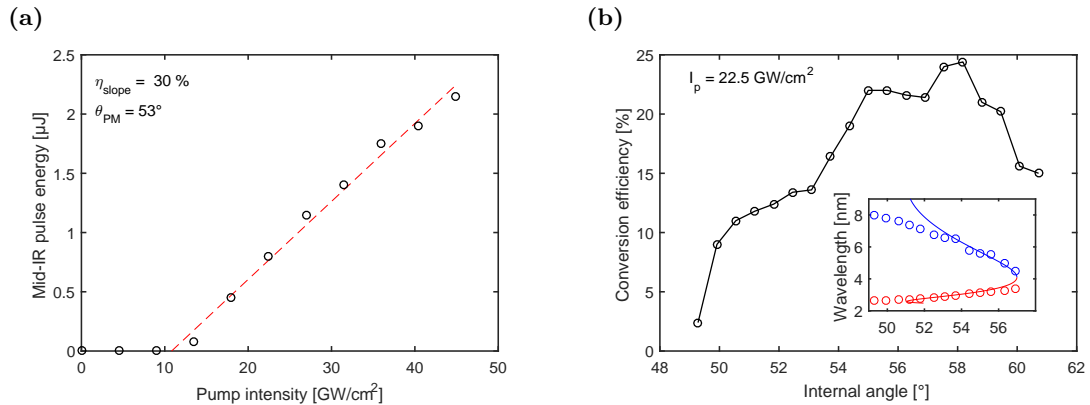 (a)
2.5
2
1.5
1
0.5
0
0 10 20 30 40 50
Mid-IR pulse energy [µJ]
Pump intensity [GW/cm²]
η_slope = 30 %
θ_PM = 53°
(b)
25
20
15
10
5
0
48 50 52 54 56 58 60 62
Conversion efficiency [%]
Internal angle [°]
I_p = 22.5 GW/cm²
Wavelength [nm]
8
6
4
2
50 52 54 56